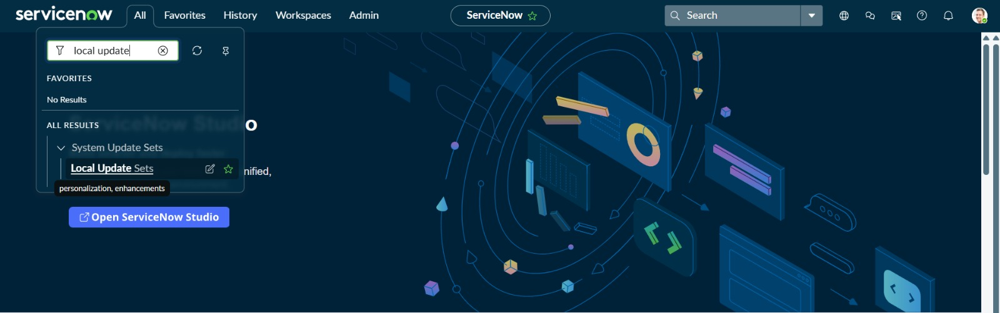 servicenow All Favorites History Workspaces Admin ServiceNow Search
local update
FAVORITES
No Results
ALL RESULTS
System Update Sets
Local Update Sets
nified,
personalization, enhancements
Open ServiceNow Studio